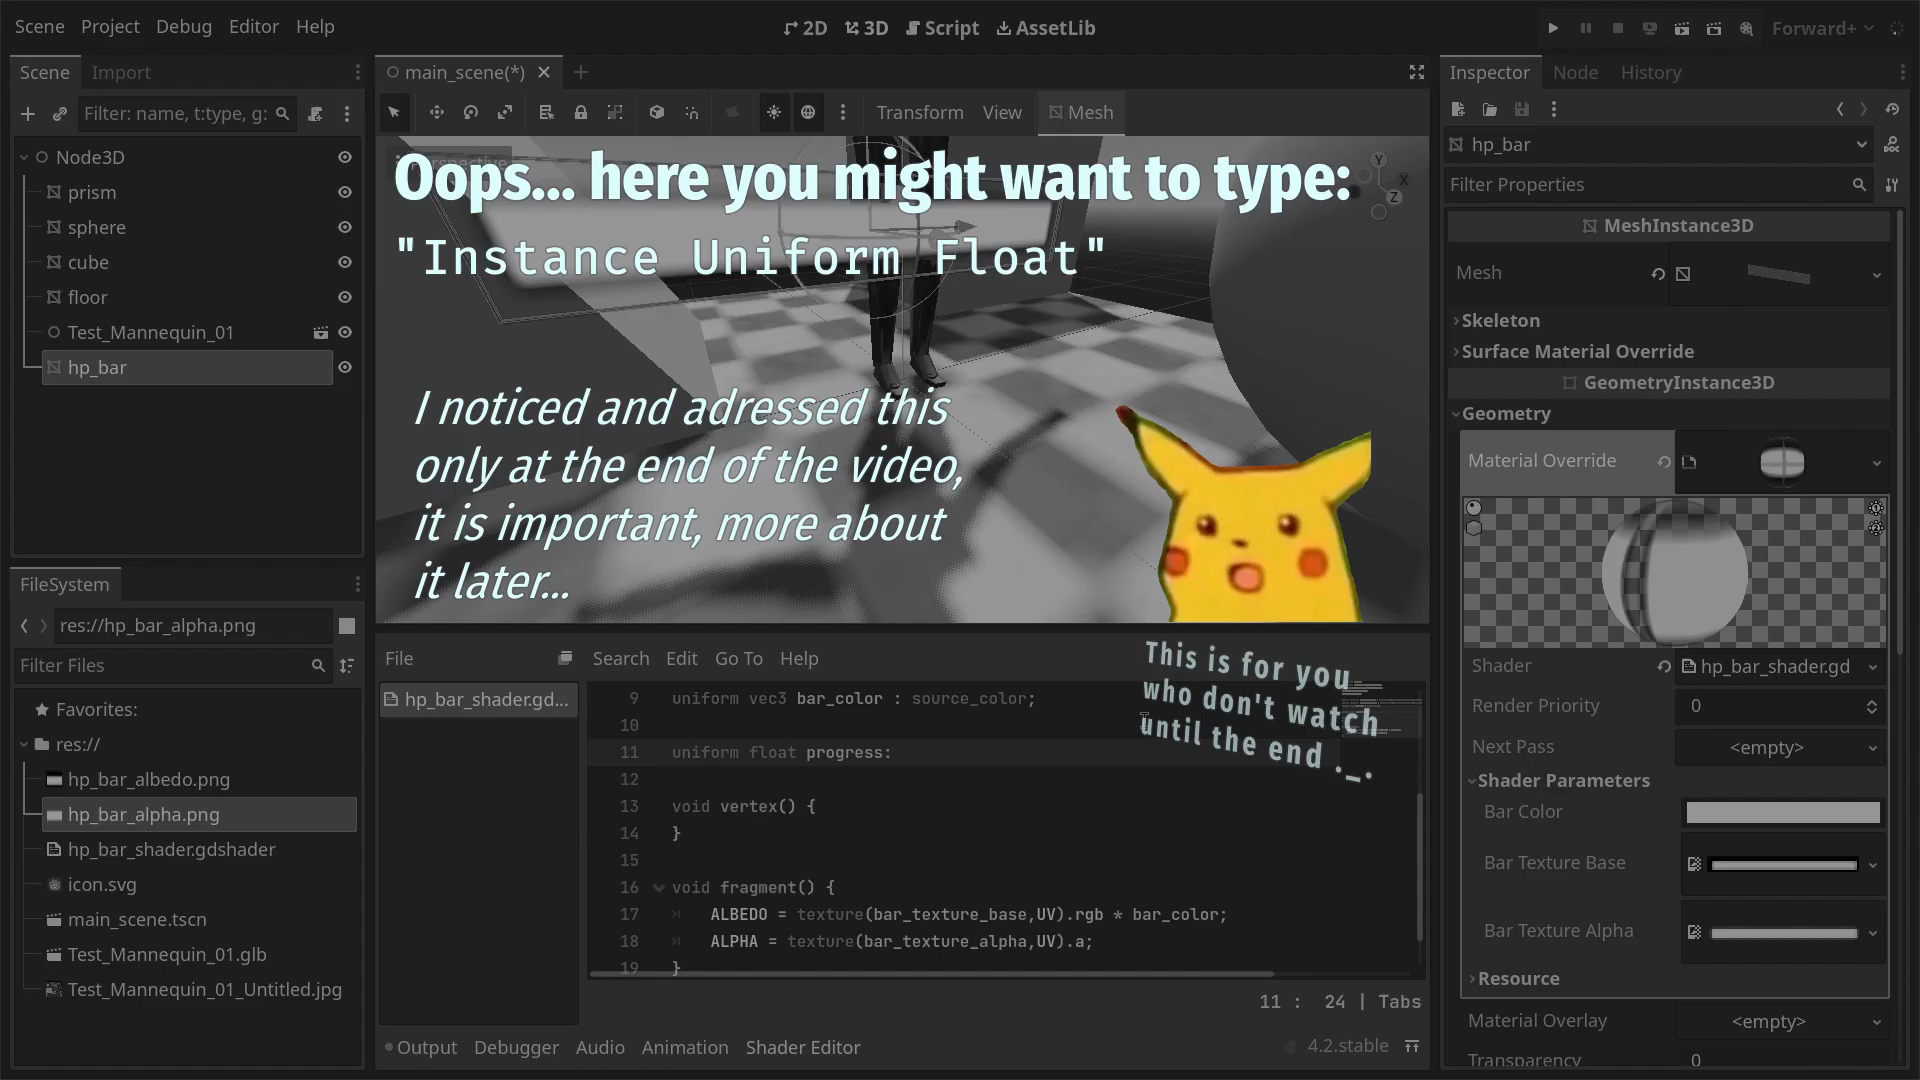 Scene Project Debug Editor Help
2D 3D Script AssetLib
Forward+
Scene Import
Filter: name, t:type, g:
Node3D
prism
sphere
cube
floor
Test_Mannequin_01
hp_bar
FileSystem
res://hp_bar_alpha.png
Filter Files
Favorites:
res://
hp_bar_albedo.png
hp_bar_alpha.png
hp_bar_shader.gdshader
icon.svg
main_scene.tscn
Test_Mannequin_01.glb
Test_Mannequin_01_Untitled.jpg
main_scene(*)
Transform View Mesh
Perspective
Oops... here you might want to type:
"Instance Uniform Float"
I noticed and adressed this
only at the end of the video,
it is important, more about
it later...
Y
X
Z
File Search Edit Go To Help
This is for you
who don't watch
until the end ._.
hp_bar_shader.gd...
9 uniform vec3 bar_color : source_color;
10
11 uniform float progress:
12
13 void vertex() {
14 }
15
16 void fragment() {
17 ALBEDO = texture(bar_texture_base,UV).rgb * bar_color;
18 ALPHA = texture(bar_texture_alpha,UV).a;
19 }
11 : 24 | Tabs
Output Debugger Audio Animation Shader Editor
4.2.stable
Inspector Node History
hp_bar
Filter Properties
MeshInstance3D
Mesh
Skeleton
Surface Material Override
GeometryInstance3D
Geometry
Material Override
Shader hp_bar_shader.gd
Render Priority 0
Next Pass <empty>
Shader Parameters
Bar Color
Bar Texture Base
Bar Texture Alpha
Resource
Material Overlay <empty>
Transparency 0